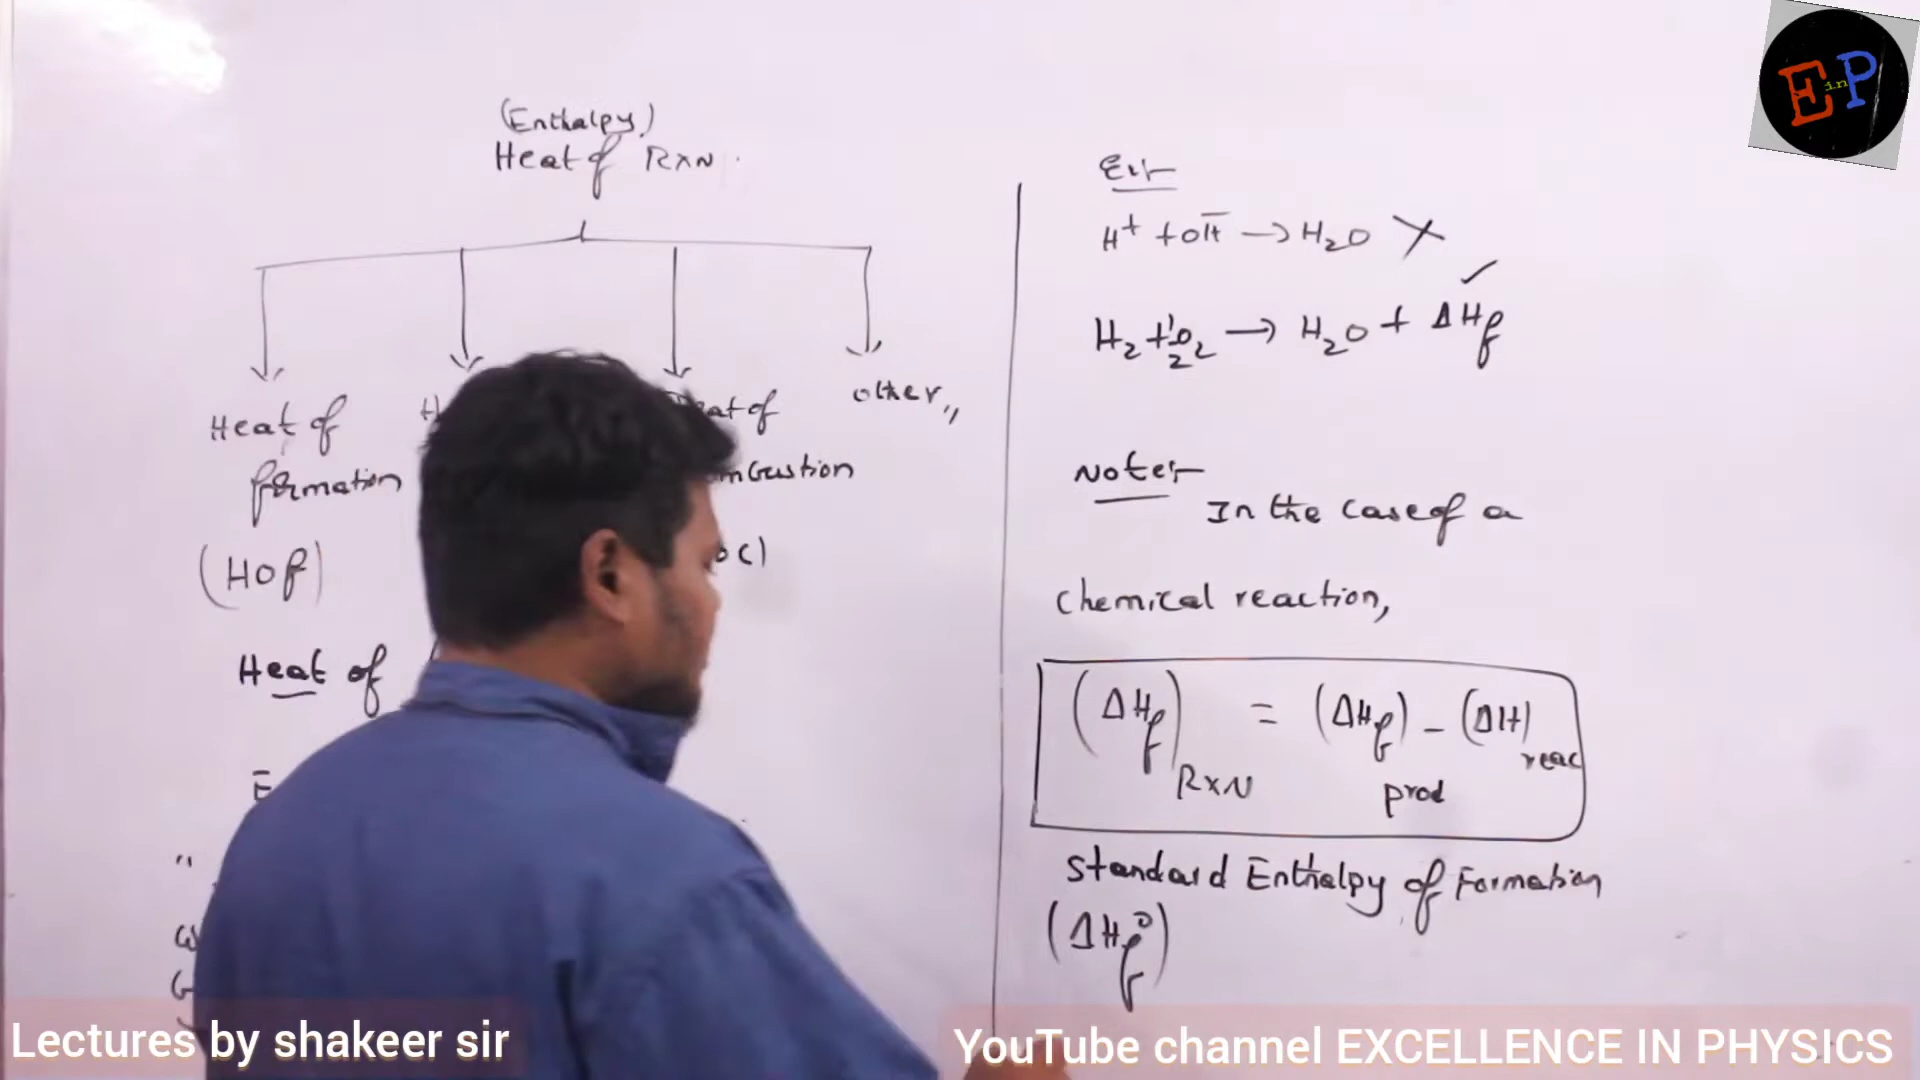 (Enthalpy)
Heat of RXN
Heat of
formation
(HOf)
other,,
Heat of
Ex:-
H⁺ + OH⁻ → H₂O ✗
✓
H₂ + ½O₂ → H₂O + ΔHf
Note:-
In the case of a
chemical reaction,
(ΔHf)RXN = (ΔHf)prod - (ΔH)reac
Standard Enthalpy of Formation
(ΔHf°)
E in P
Lectures by shakeer sir
YouTube channel EXCELLENCE IN PHYSICS